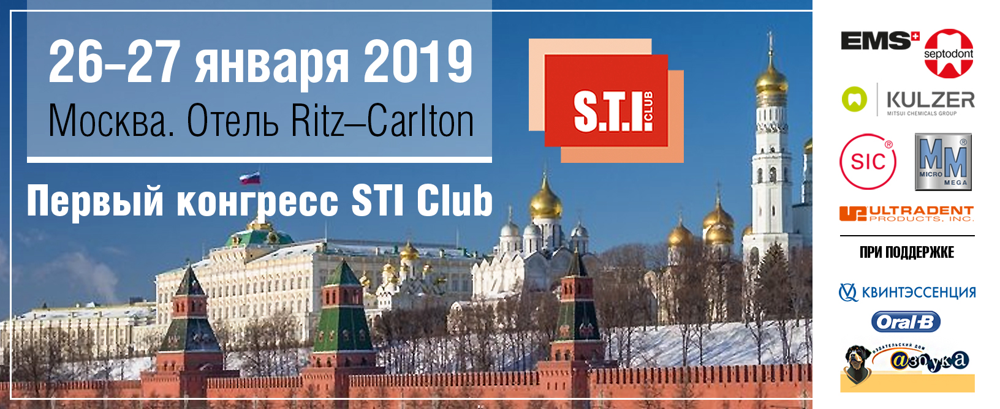 26–27 января 2019
Москва. Отель Ritz–Carlton
Первый конгресс STI Club
S.T.I. CLUB
EMS
septodont
KULZER
MITSUI CHEMICALS GROUP
SIC®
MM®
MICRO
MEGA
ULTRADENT
PRODUCTS, INC.
ПРИ ПОДДЕРЖКЕ
КВИНТЭССЕНЦИЯ
Oral-B
ИЗДАТЕЛЬСКИЙ ДОМ
азбука